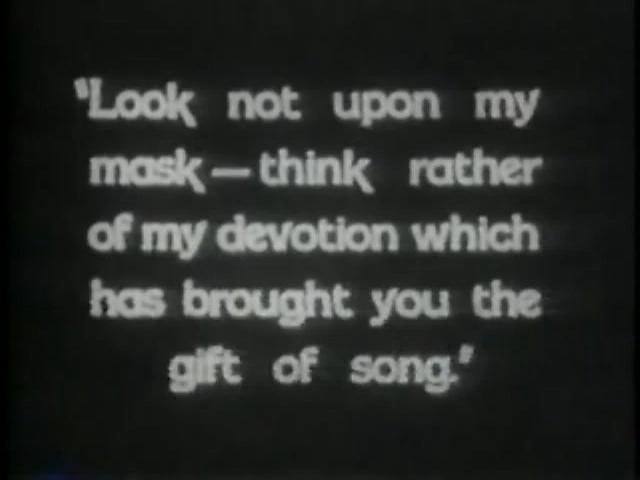 "Look not upon my
mask—think rather
of my devotion which
has brought you the
gift of song."